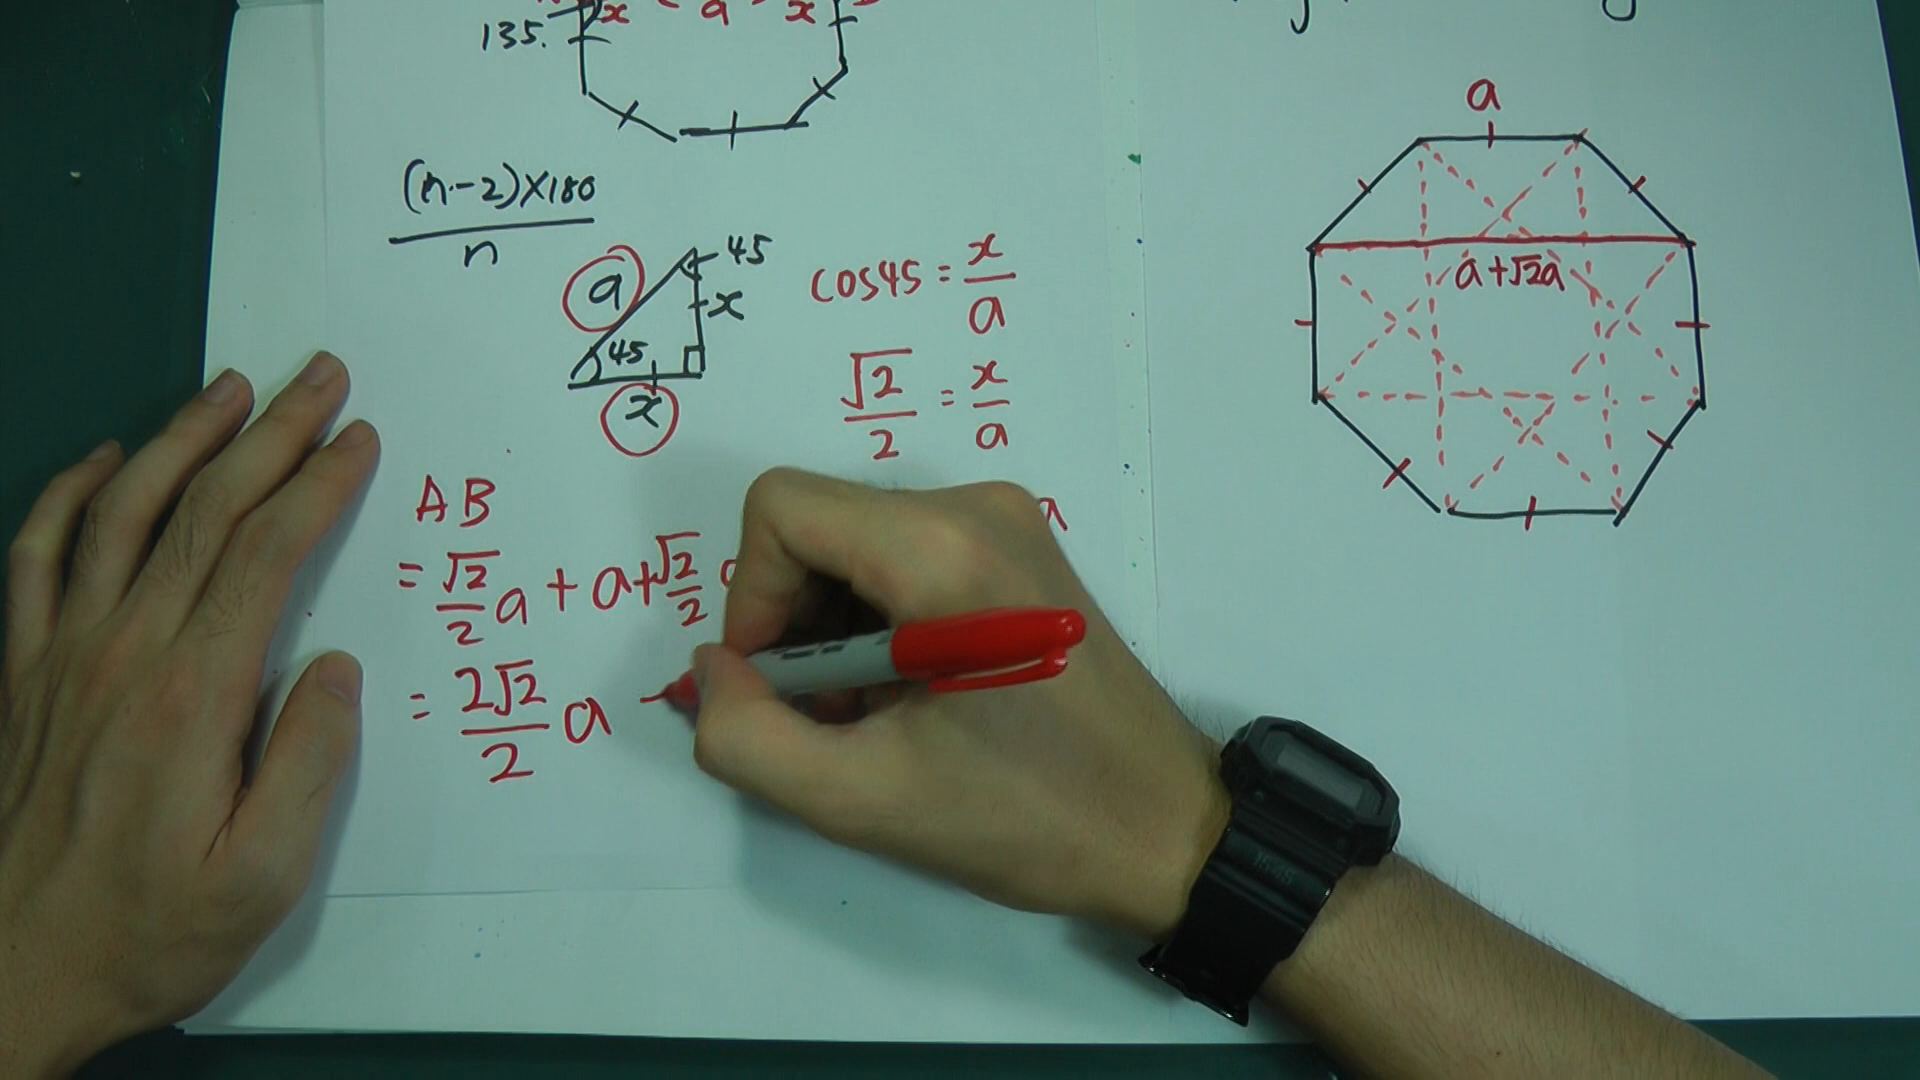 x a x
135.
(n-2)×180
n
a 45 x
45
x
cos45 = x/a
√2/2 = x/a
a
AB
= √2/2 a + a + √2/2
= 2√2/2 a
a
a+√2a